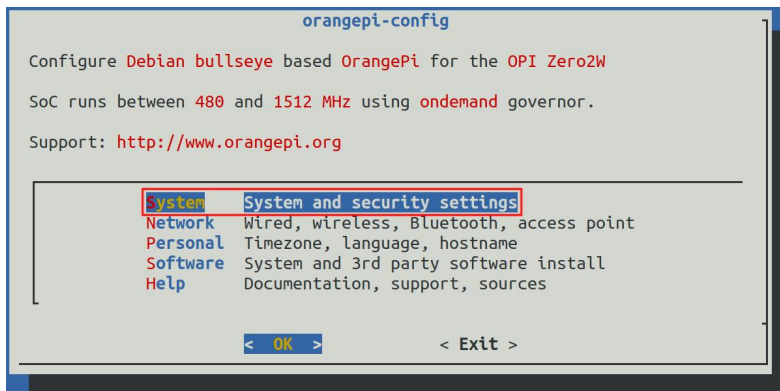 orangepi-config
Configure Debian bullseye based OrangePi for the OPI Zero2W
SoC runs between 480 and 1512 MHz using ondemand governor.
Support: http://www.orangepi.org
System System and security settings
Network Wired, wireless, Bluetooth, access point
Personal Timezone, language, hostname
Software System and 3rd party software install
Help Documentation, support, sources
< OK > < Exit >